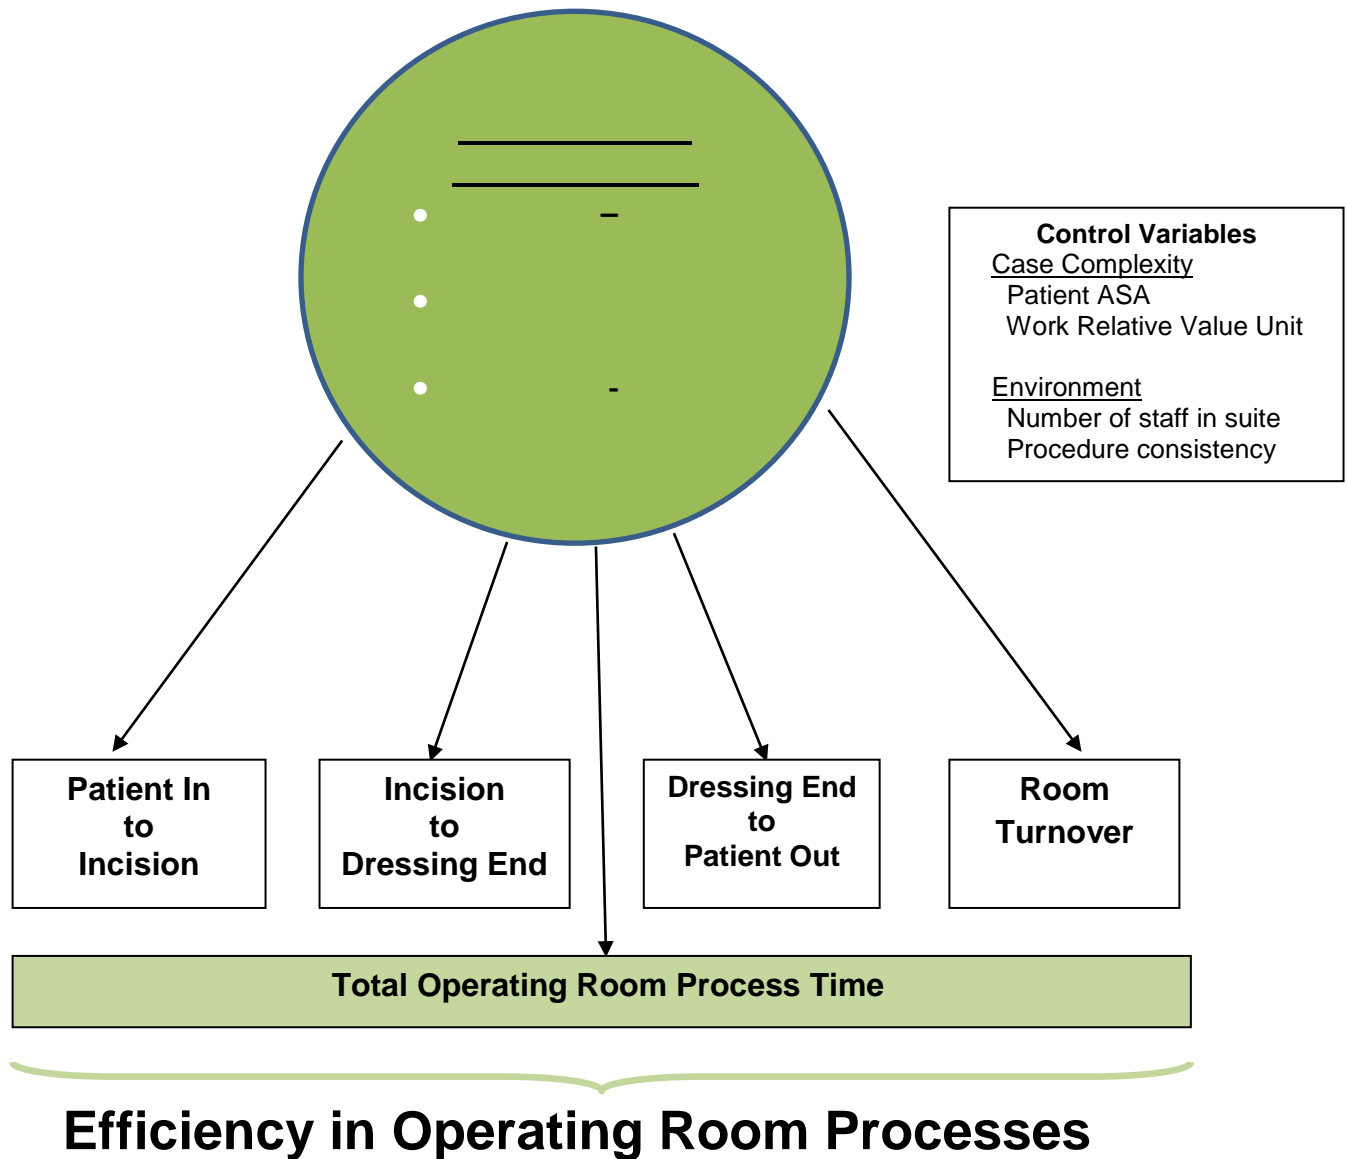 Control Variables
Case Complexity
Patient ASA
Work Relative Value Unit
Environment
Number of staff in suite
Procedure consistency
Patient In
to
Incision
Incision
to
Dressing End
Dressing End
to
Patient Out
Room
Turnover
Total Operating Room Process Time
Efficiency in Operating Room Processes